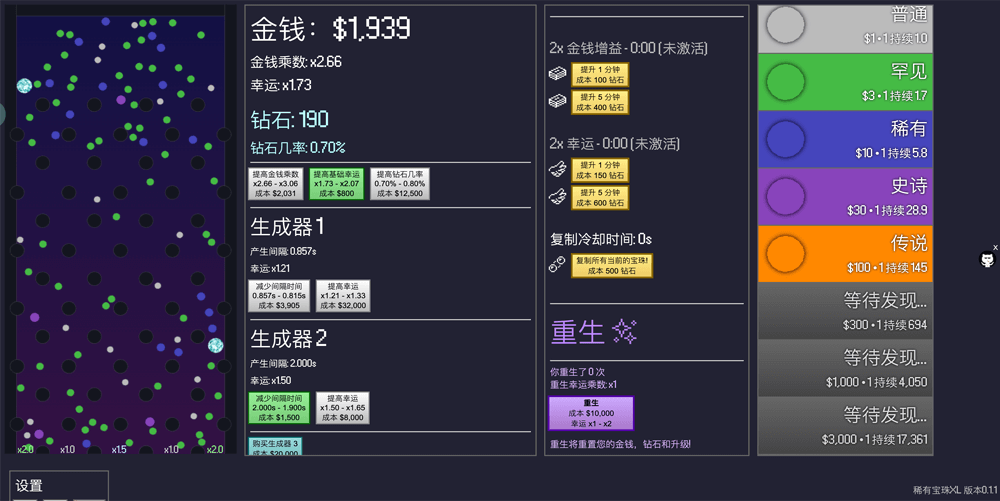 x2.0 x1.0 x1.5 x1.0 x2.0
设置
金钱: $1,939
金钱乘数: x2.66
幸运: x1.73
钻石: 190
钻石几率: 0.70%
提高金钱乘数
x2.66 - x3.06
成本 $2,031
提高基础幸运
x1.73 - x2.07
成本 $800
提高钻石几率
0.70% - 0.80%
成本 $12,500
生成器 1
产生间隔: 0.857s
幸运: x1.21
减少间隔时间
0.857s - 0.815s
成本 $3,905
提高幸运
x1.21 - x1.33
成本 $32,000
生成器 2
产生间隔: 2.000s
幸运: x1.50
减少间隔时间
2.000s - 1.900s
成本 $1,500
提高幸运
x1.50 - x1.65
成本 $8,000
购买生成器 3
成本 $20,000
2x 金钱增益 - 0:00 (未激活)
提升 1 分钟
成本 100 钻石
提升 5 分钟
成本 400 钻石
2x 幸运 - 0:00 (未激活)
提升 1 分钟
成本 150 钻石
提升 5 分钟
成本 600 钻石
复制冷却时间: 0s
复制所有当前的宝珠!
成本 500 钻石
重生
你重生了 0 次
重生幸运乘数: x1
重生
成本 $10,000
幸运 x1 - x2
重生将重置您的金钱，钻石和升级!
普通
$1 • 1 持续 1.0
罕见
$3 • 1 持续 1.7
稀有
$10 • 1 持续 5.8
史诗
$30 • 1 持续 28.9
传说
$100 • 1 持续 145
等待发现...
$300 • 1 持续 694
等待发现...
$1,000 • 1 持续 4,050
等待发现...
$3,000 • 1 持续 17,361
x
稀有宝珠XL 版本0.1.1